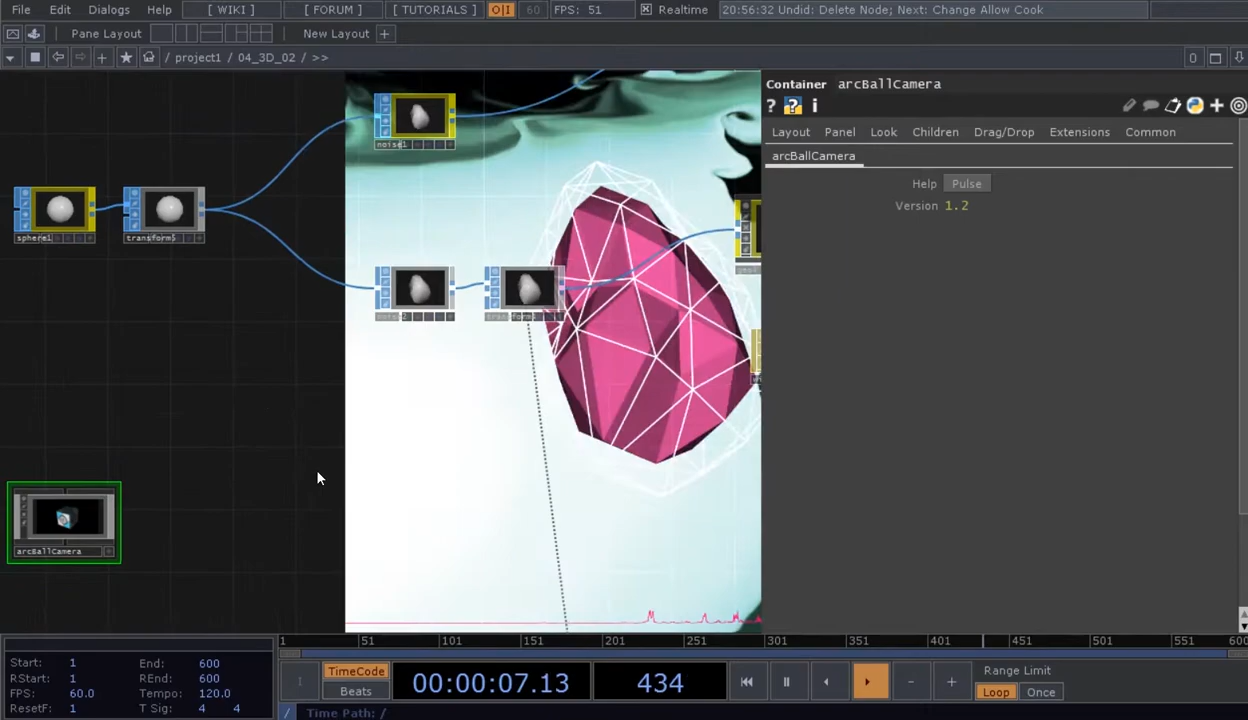 File Edit Dialogs Help [ WIKI ] [ FORUM ] [ TUTORIALS ] O|I 60 FPS: 51 Realtime 20:56:32 Undid: Delete Node; Next: Change Allow Cook
Pane Layout New Layout +
/ project1 / 04_3D_02 / >> 0
Container arcBallCamera
? ? i
Layout Panel Look Children Drag/Drop Extensions Common
arcBallCamera
Help Pulse
Version 1.2
noise1
sphere1 transform5
noise2 transform1
arcBallCamera
1 51 101 151 201 251 301 351 401 451 501 551 600
Start: 1 End: 600
RStart: 1 REnd: 600
FPS: 60.0 Tempo: 120.0
ResetF: 1 T Sig: 4 4
TimeCode
Beats
00:00:07.13 434
Range Limit
Loop Once
/ Time Path: /